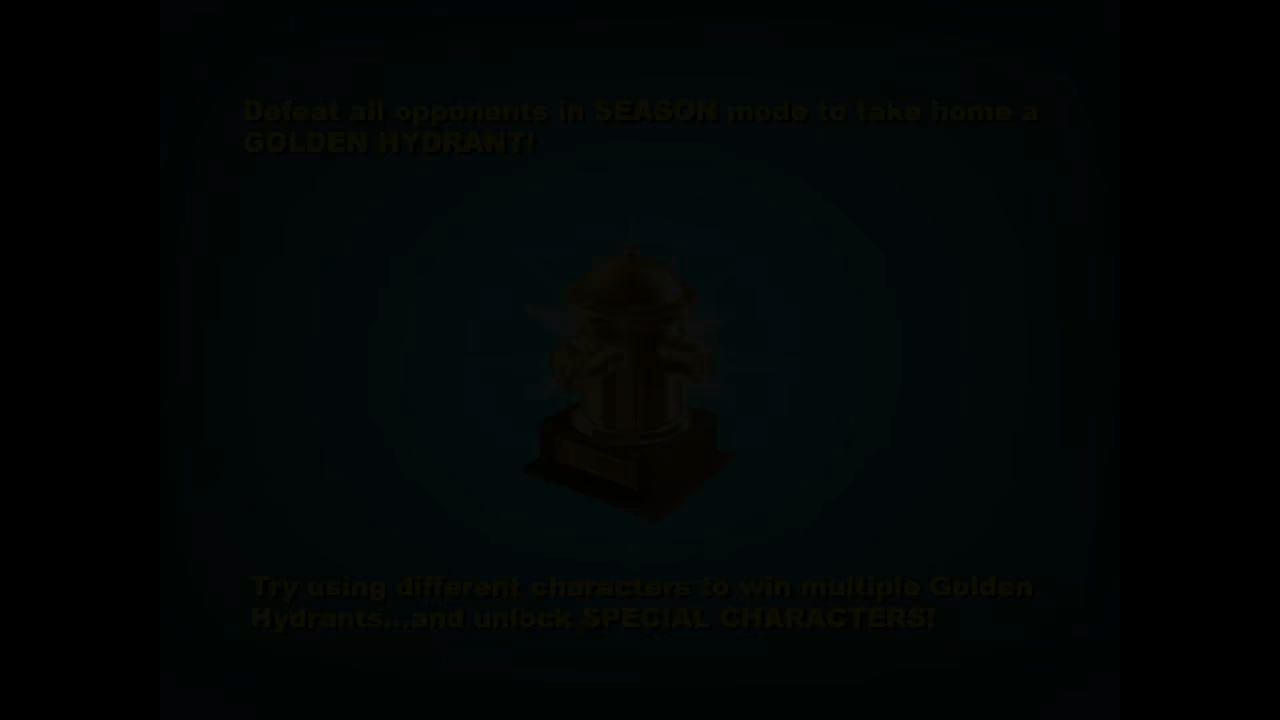 Defeat all opponents in SEASON mode to take home a
GOLDEN HYDRANT!
Try using different characters to win multiple Golden
Hydrants...and unlock SPECIAL CHARACTERS!